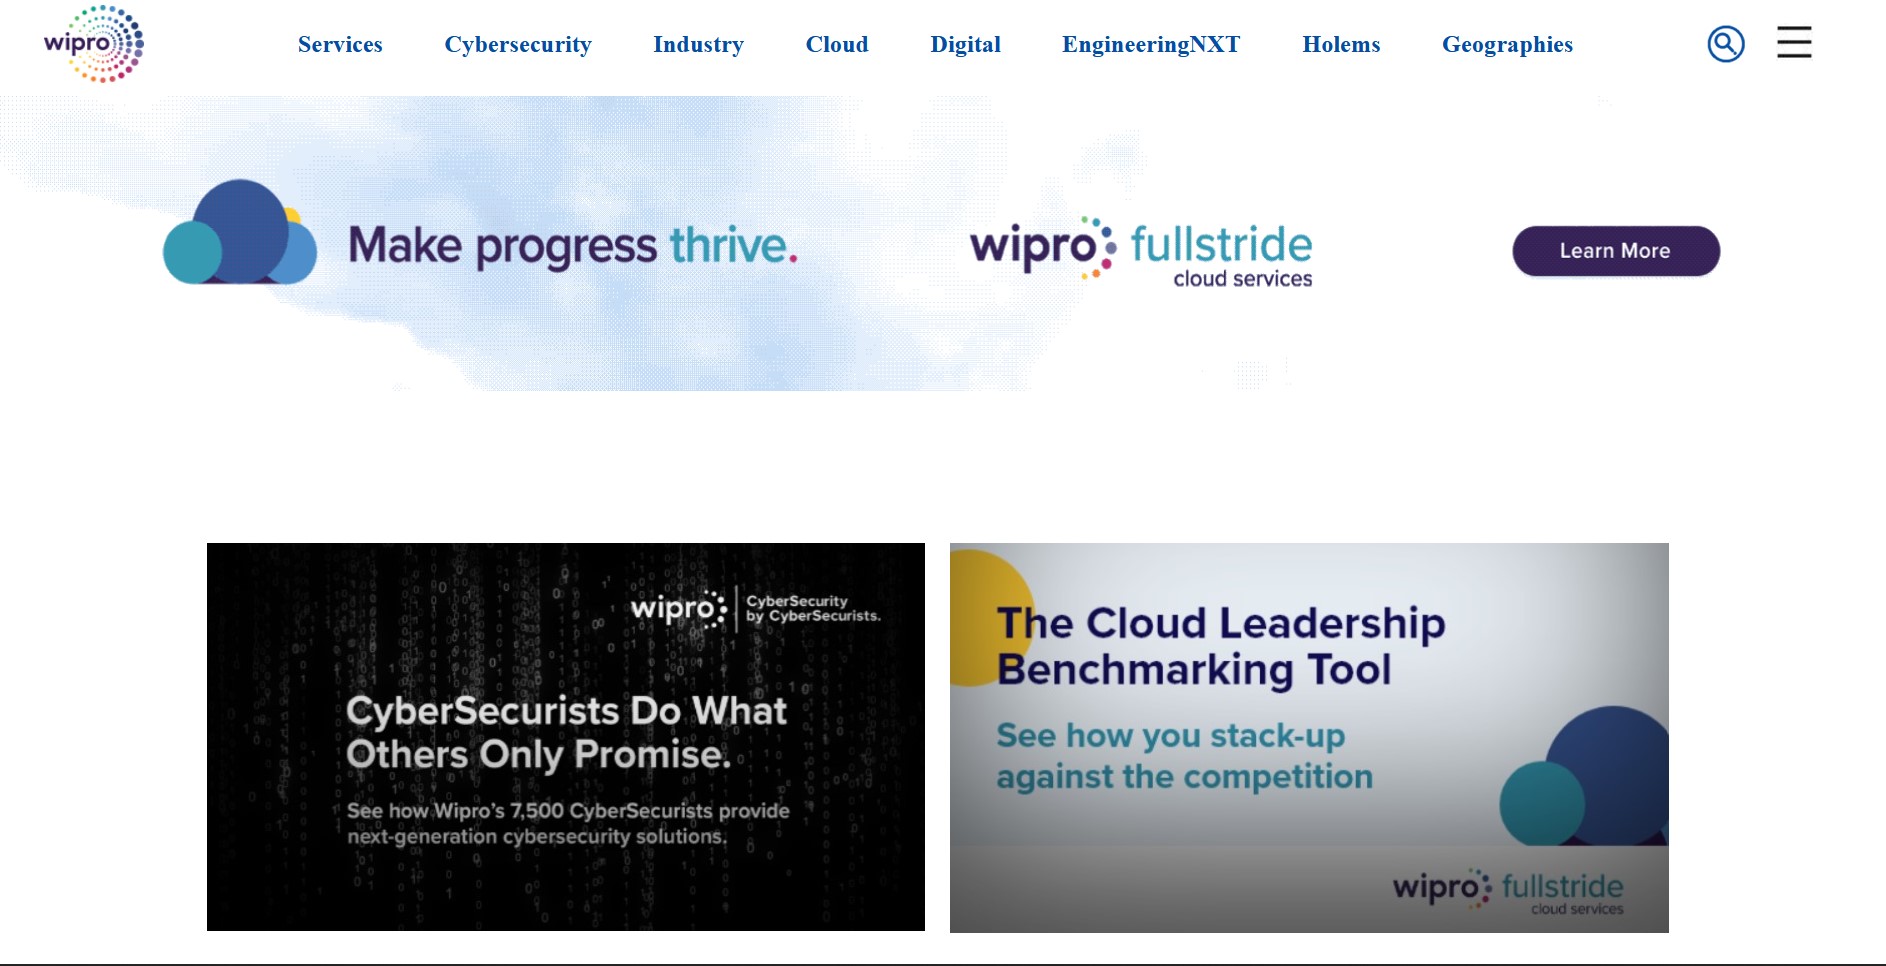 wipro
Services Cybersecurity Industry Cloud Digital EngineeringNXT Holems Geographies
Make progress thrive.
wipro fullstride
cloud services
Learn More
wipro CyberSecurity
by CyberSecurists.
CyberSecurists Do What
Others Only Promise.
See how Wipro's 7,500 CyberSecurists provide
next-generation cybersecurity solutions.
The Cloud Leadership
Benchmarking Tool
See how you stack-up
against the competition
wipro fullstride
cloud services